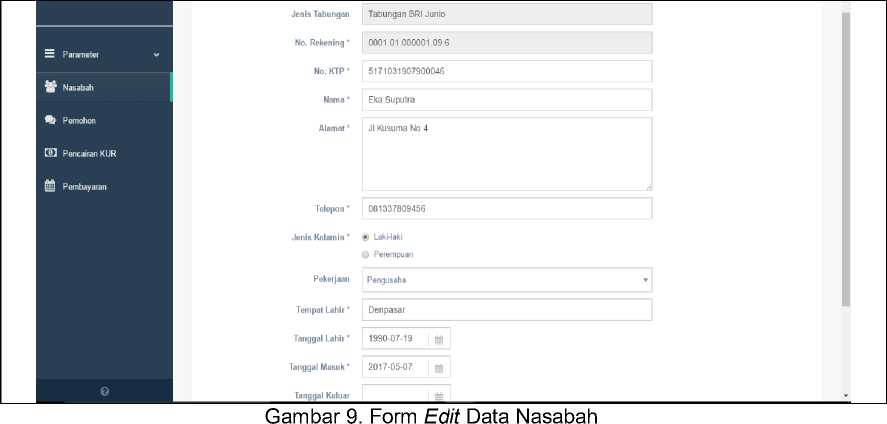 Parameter
Nasabah
Pemohon
Pencairan KUR
Pembayaran
Jenis Tabungan Tabungan BRI Junio
No. Rekening * 0001.01.000001.09.6
No. KTP * 5171031907900046
Nama * Eka Suputra
Alamat * Jl Kusuma No 4
Telepon * 081337809456
Jenis Kelamin * Laki-laki
Perempuan
Pekerjaan Pengusaha
Tempat Lahir * Denpasar
Tanggal Lahir * 1990-07-19
Tanggal Masuk * 2017-05-07
Tanggal Keluar
Gambar 9. Form Edit Data Nasabah